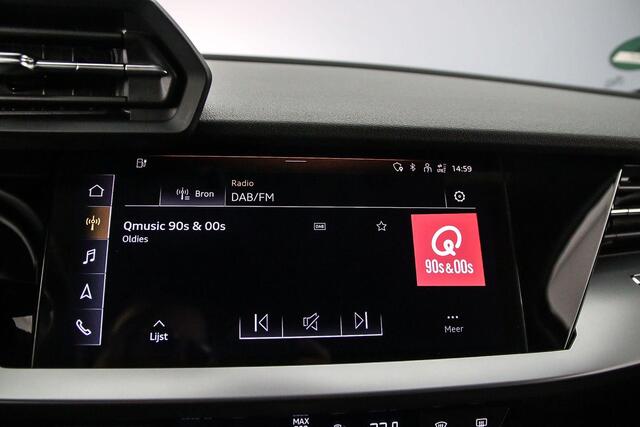 14:59
Radio
Bron
DAB/FM
Qmusic 90s & 00s
DAB
Oldies
90s & 00s
Lijst
Meer
MAX